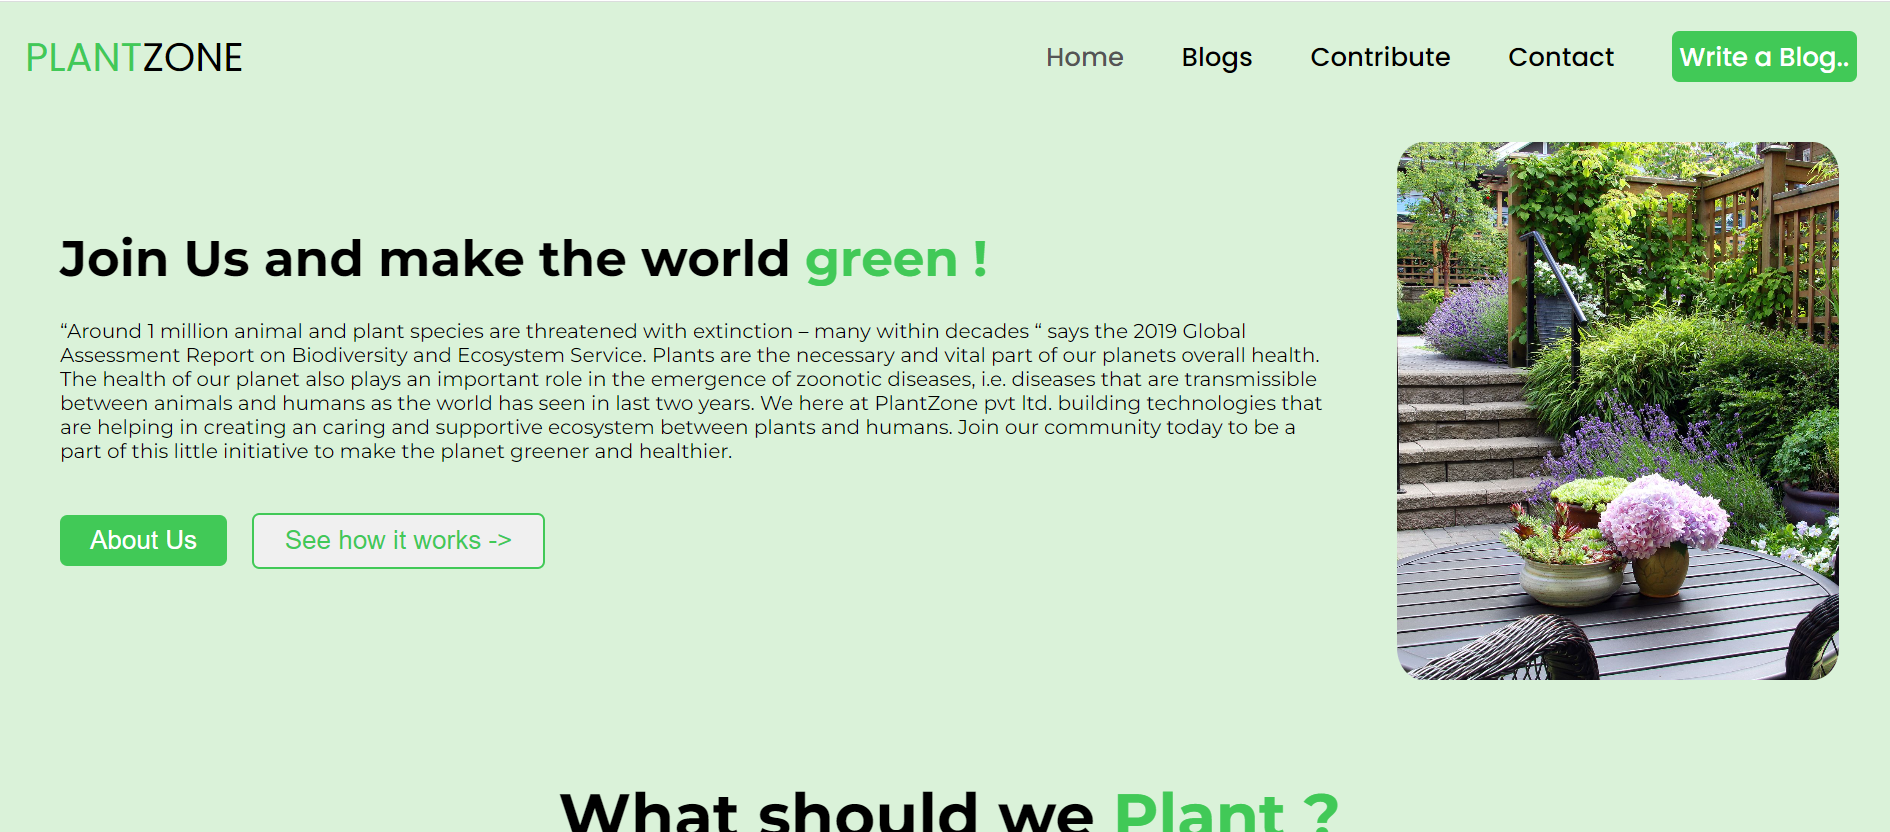 PLANTZONE
Home Blogs Contribute Contact Write a Blog..
Join Us and make the world green !
“Around 1 million animal and plant species are threatened with extinction – many within decades “ says the 2019 Global
Assessment Report on Biodiversity and Ecosystem Service. Plants are the necessary and vital part of our planets overall health.
The health of our planet also plays an important role in the emergence of zoonotic diseases, i.e. diseases that are transmissible
between animals and humans as the world has seen in last two years. We here at PlantZone pvt ltd. building technologies that
are helping in creating an caring and supportive ecosystem between plants and humans. Join our community today to be a
part of this little initiative to make the planet greener and healthier.
About Us See how it works ->
What should we Plant ?